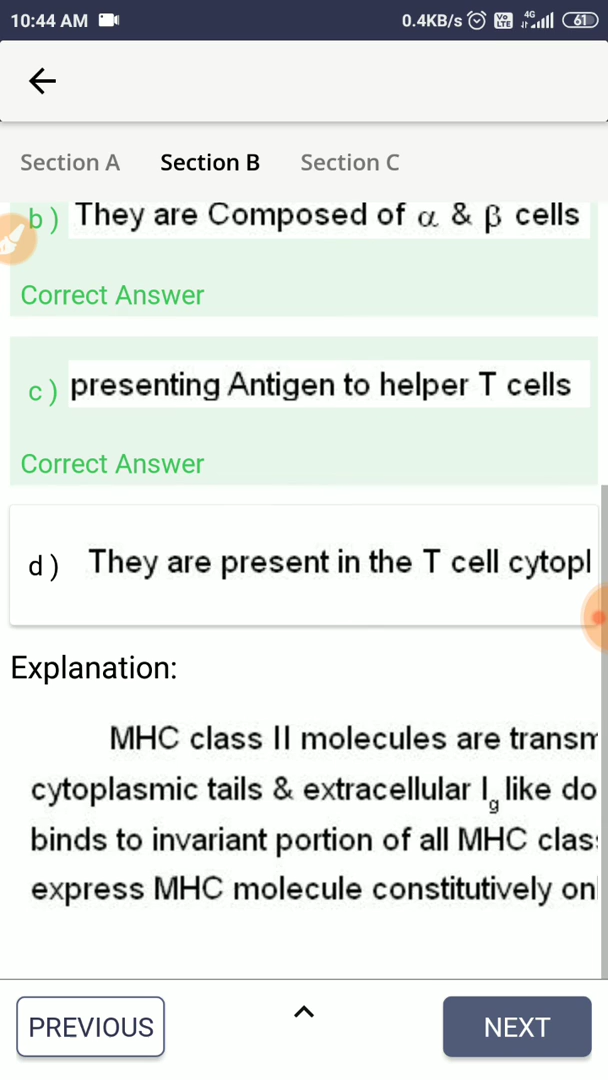 10:44 AM 0.4KB/s Vo LTE 4G 61
Section A Section B Section C
b) They are Composed of α & β cells
Correct Answer
c) presenting Antigen to helper T cells
Correct Answer
d) They are present in the T cell cytopl
Explanation:
MHC class II molecules are transm
cytoplasmic tails & extracellular Ig like do
binds to invariant portion of all MHC clas
express MHC molecule constitutively on
PREVIOUS NEXT